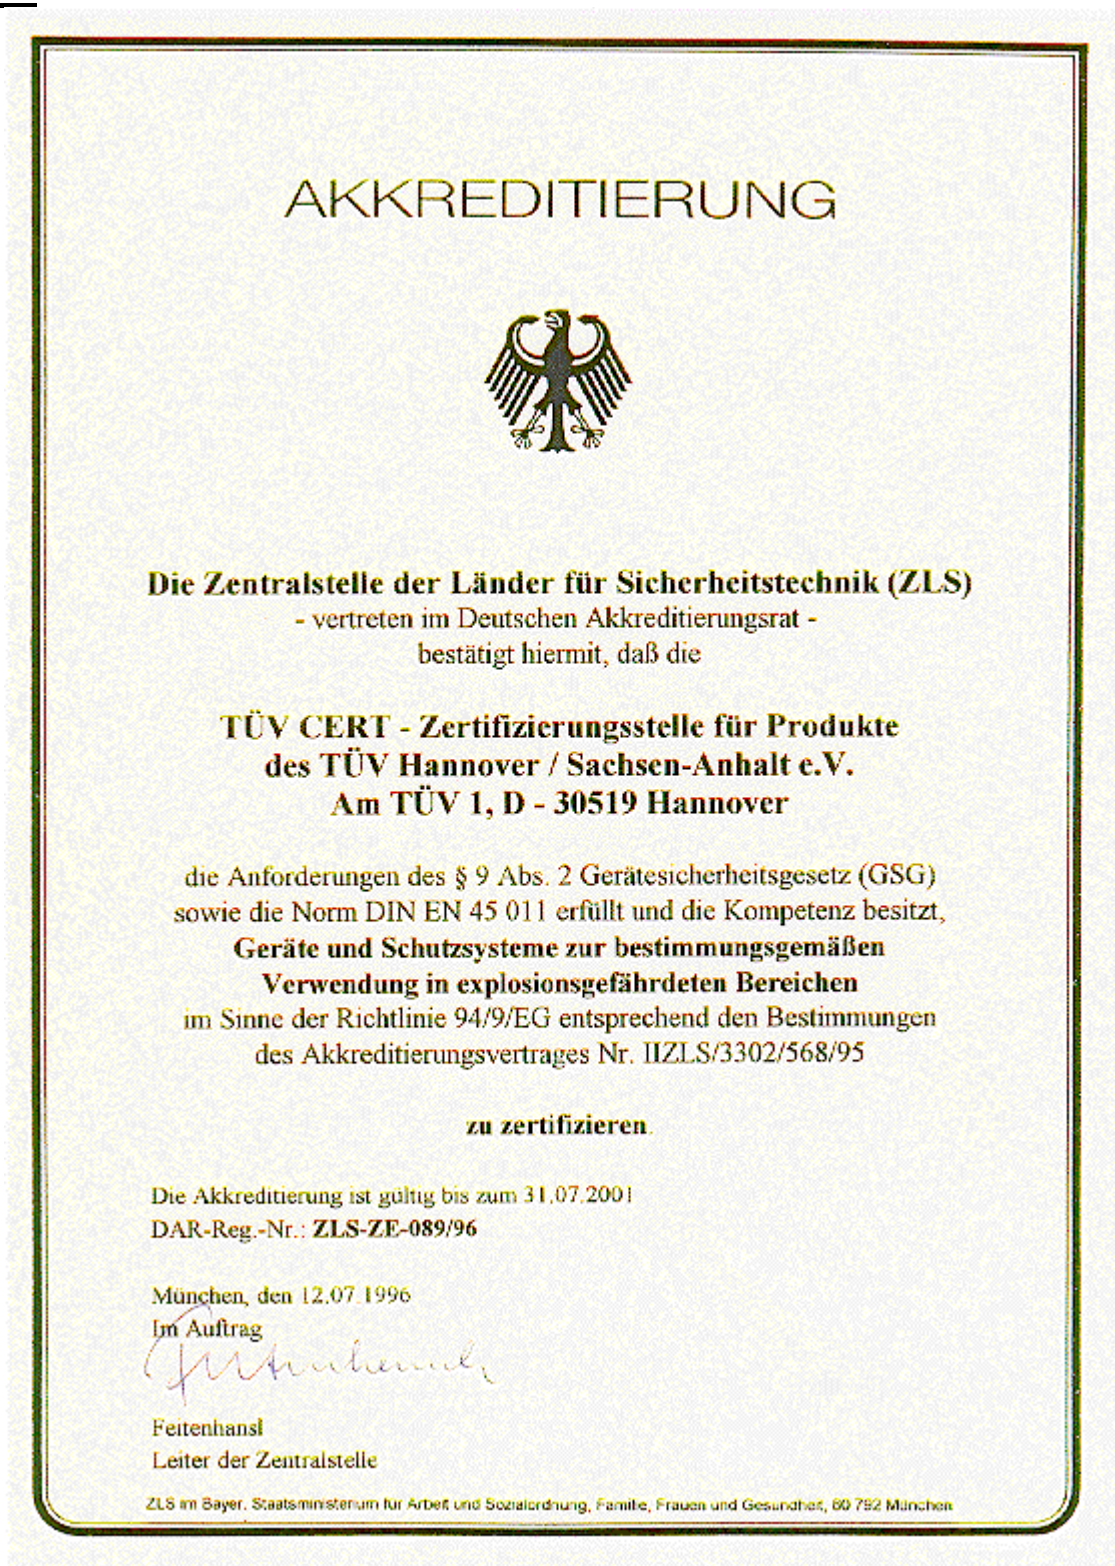 AKKREDITIERUNG
Die Zentralstelle der Länder für Sicherheitstechnik (ZLS)
- vertreten im Deutschen Akkreditierungsrat -
bestätigt hiermit, daß die
TÜV CERT - Zertifizierungsstelle für Produkte
des TÜV Hannover / Sachsen-Anhalt e.V.
Am TÜV 1, D - 30519 Hannover
die Anforderungen des § 9 Abs. 2 Gerätesicherheitsgesetz (GSG)
sowie die Norm DIN EN 45 011 erfüllt und die Kompetenz besitzt,
Geräte und Schutzsysteme zur bestimmungsgemäßen
Verwendung in explosionsgefährdeten Bereichen
im Sinne der Richtlinie 94/9/EG entsprechend den Bestimmungen
des Akkreditierungsvertrages Nr. IIZLS/3302/568/95
zu zertifizieren.
Die Akkreditierung ist gültig bis zum 31.07.2001
DAR-Reg.-Nr.: ZLS-ZE-089/96
München, den 12.07.1996
Im Auftrag
Leiter der Zentralstelle
ZLS im Bayer. Staatsministerium für Arbeit und Sozialordnung, Familie, Frauen und Gesundheit, 80 792 München